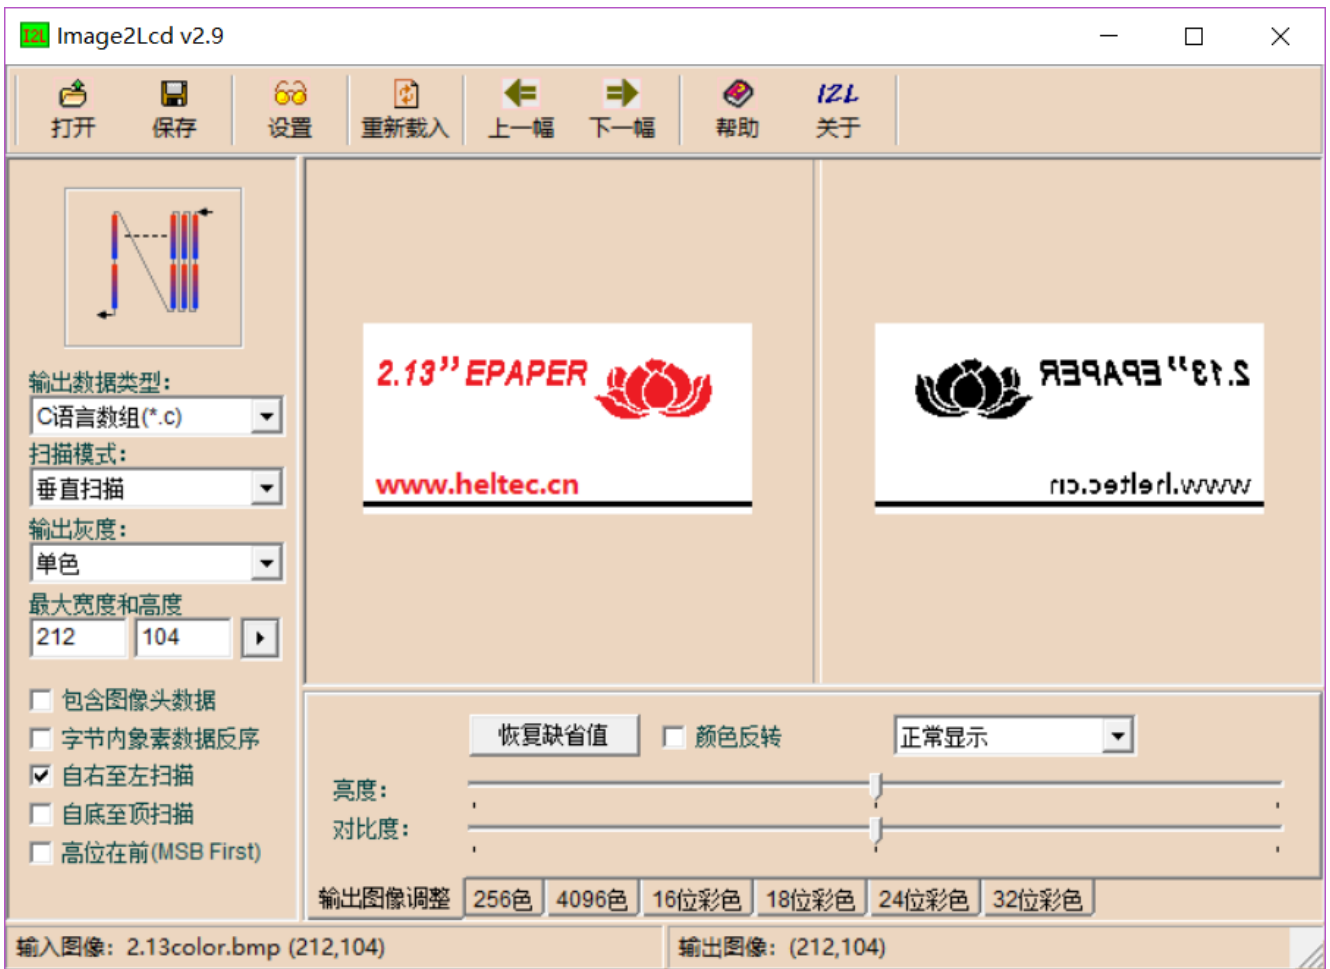 I2L Image2Lcd v2.9
打开 保存 设置 重新载入 上一幅 下一幅 帮助 I2L 关于
输出数据类型:
C语言数组(*.c)
扫描模式:
垂直扫描
输出灰度:
单色
最大宽度和高度
212 104
包含图像头数据
字节内象素数据反序
自右至左扫描
自底至顶扫描
高位在前(MSB First)
2.13” EPAPER
www.heltec.cn
2.13” EPAPER
www.heltec.cn
恢复缺省值 颜色反转 正常显示
亮度:
对比度:
输出图像调整 256色 4096色 16位彩色 18位彩色 24位彩色 32位彩色
输入图像: 2.13color.bmp (212,104) 输出图像: (212,104)